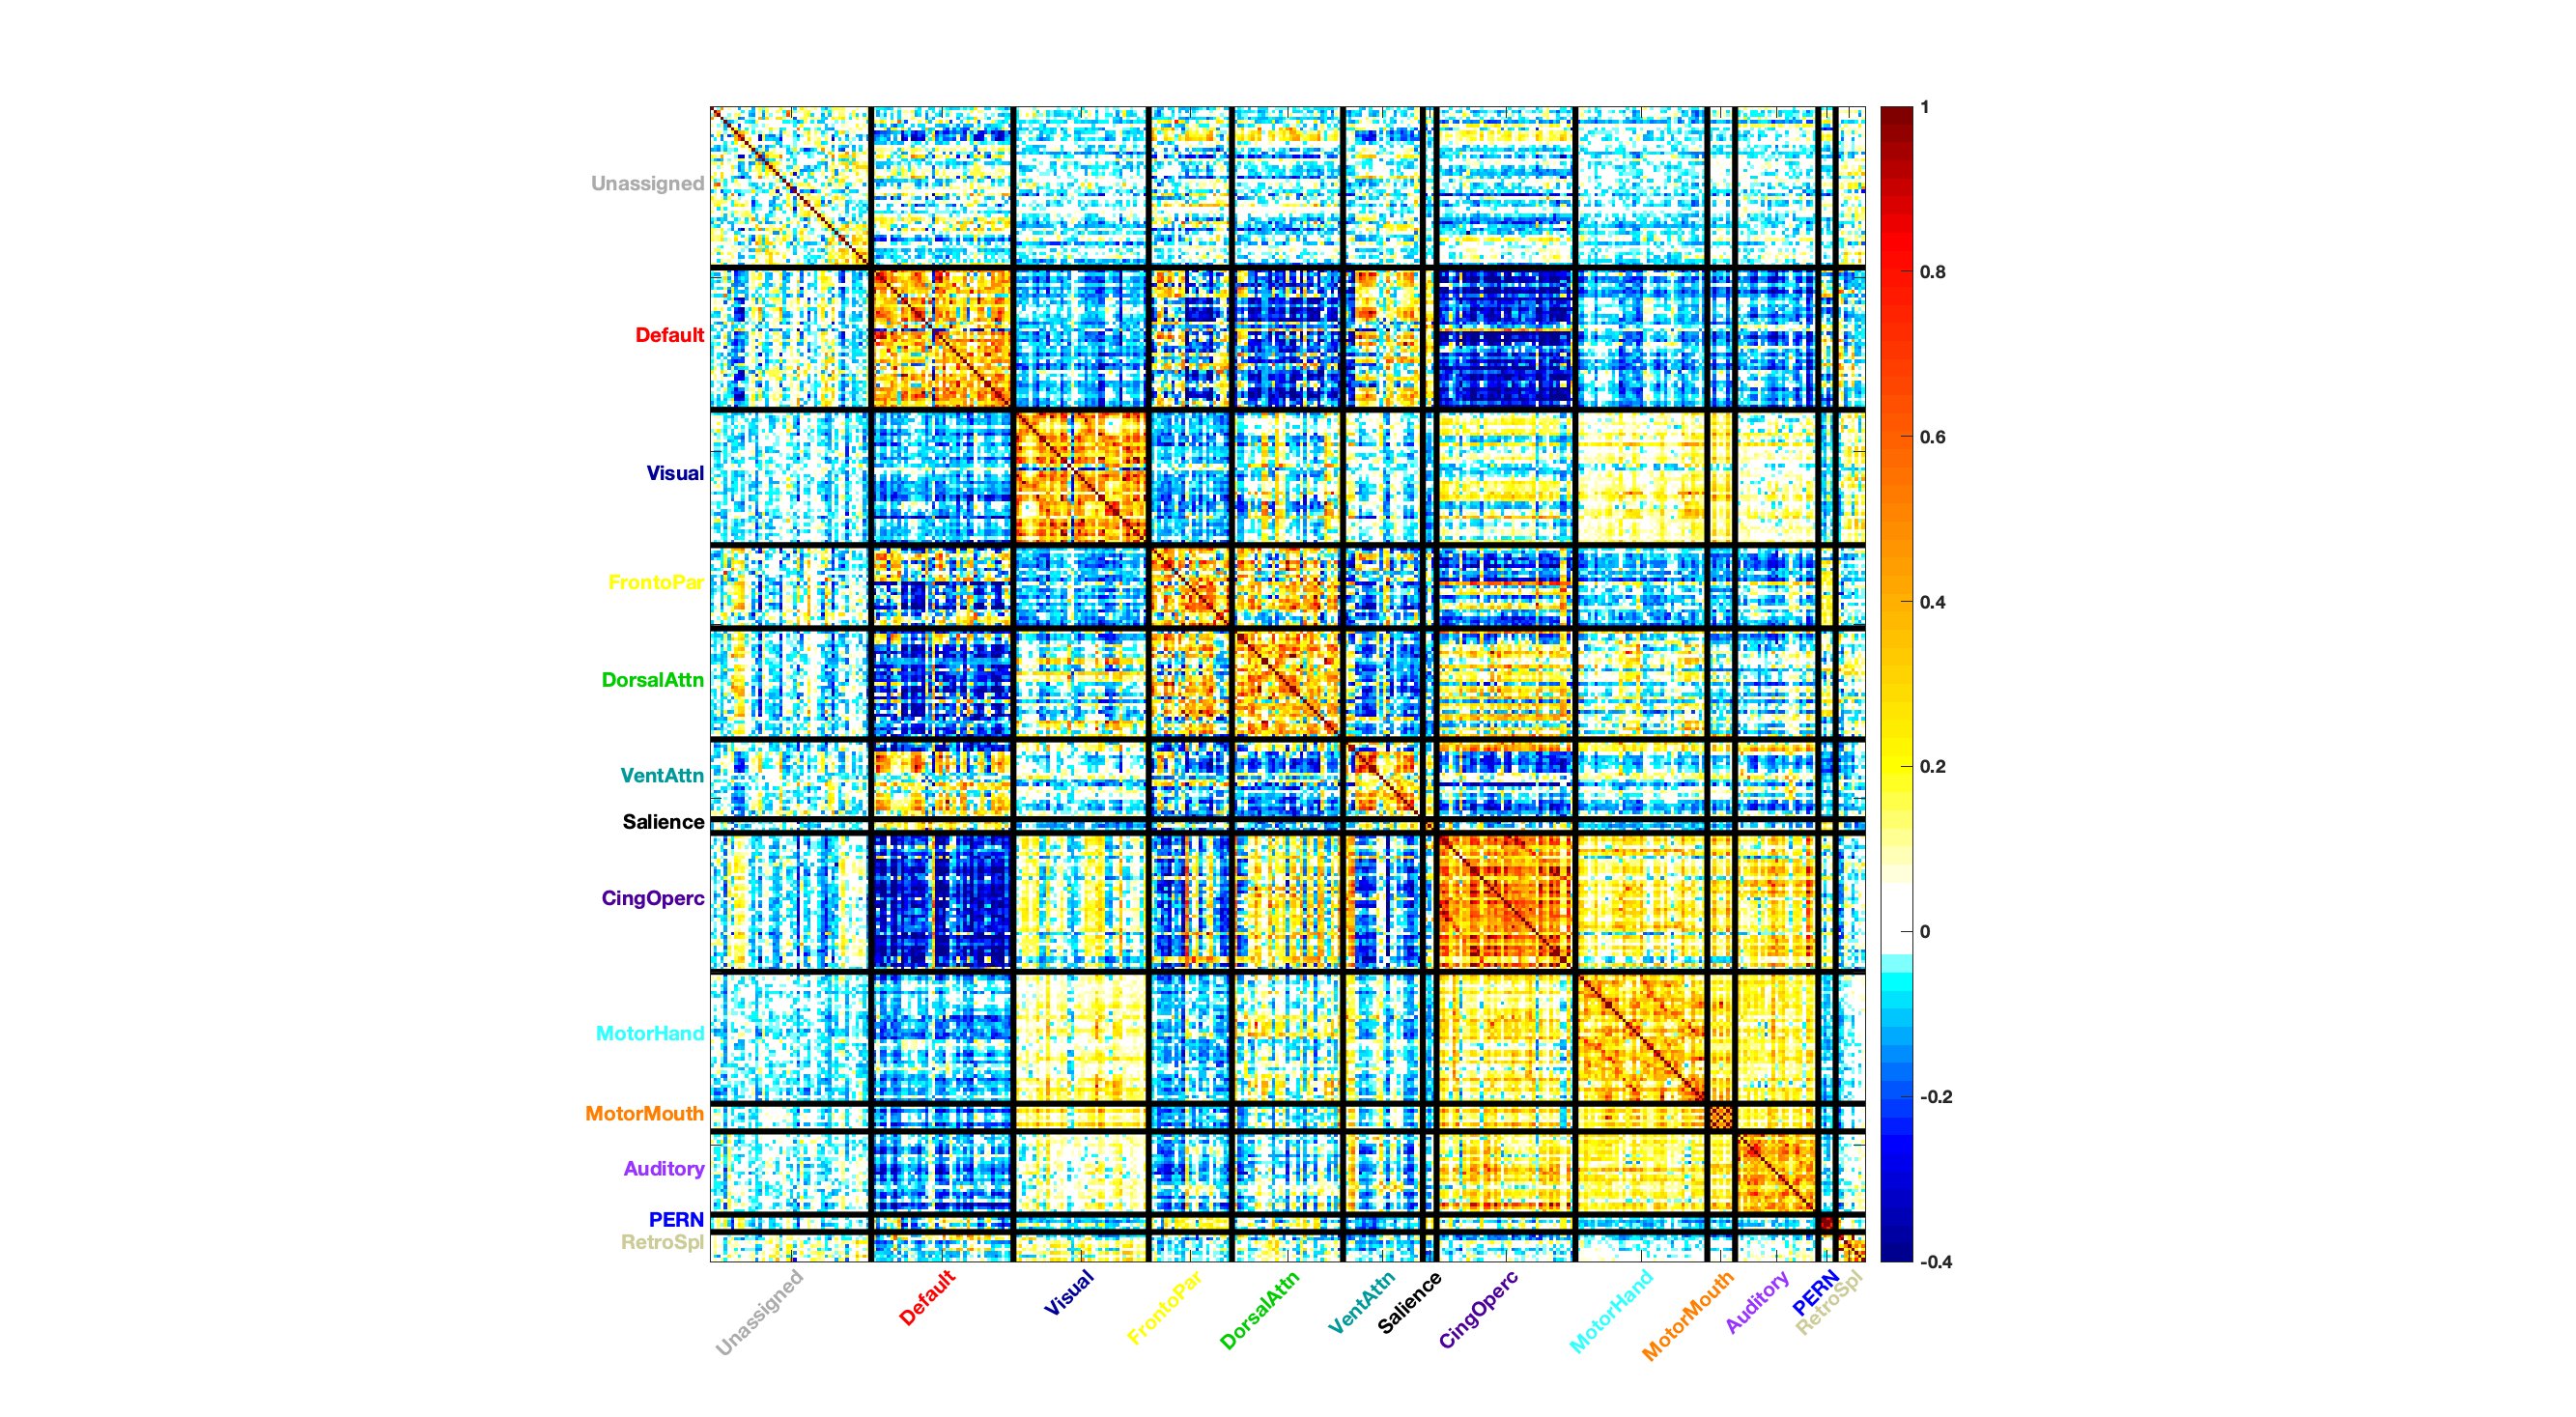 Unassigned
Default
Visual
FrontoPar
DorsalAttn
VentAttn
Salience
CingOperc
MotorHand
MotorMouth
Auditory
PERN
RetroSpl
Unassigned
Default
Visual
FrontoPar
DorsalAttn
VentAttn
Salience
CingOperc
MotorHand
MotorMouth
Auditory
PERN
RetroSpl
1
0.8
0.6
0.4
0.2
0
-0.2
-0.4